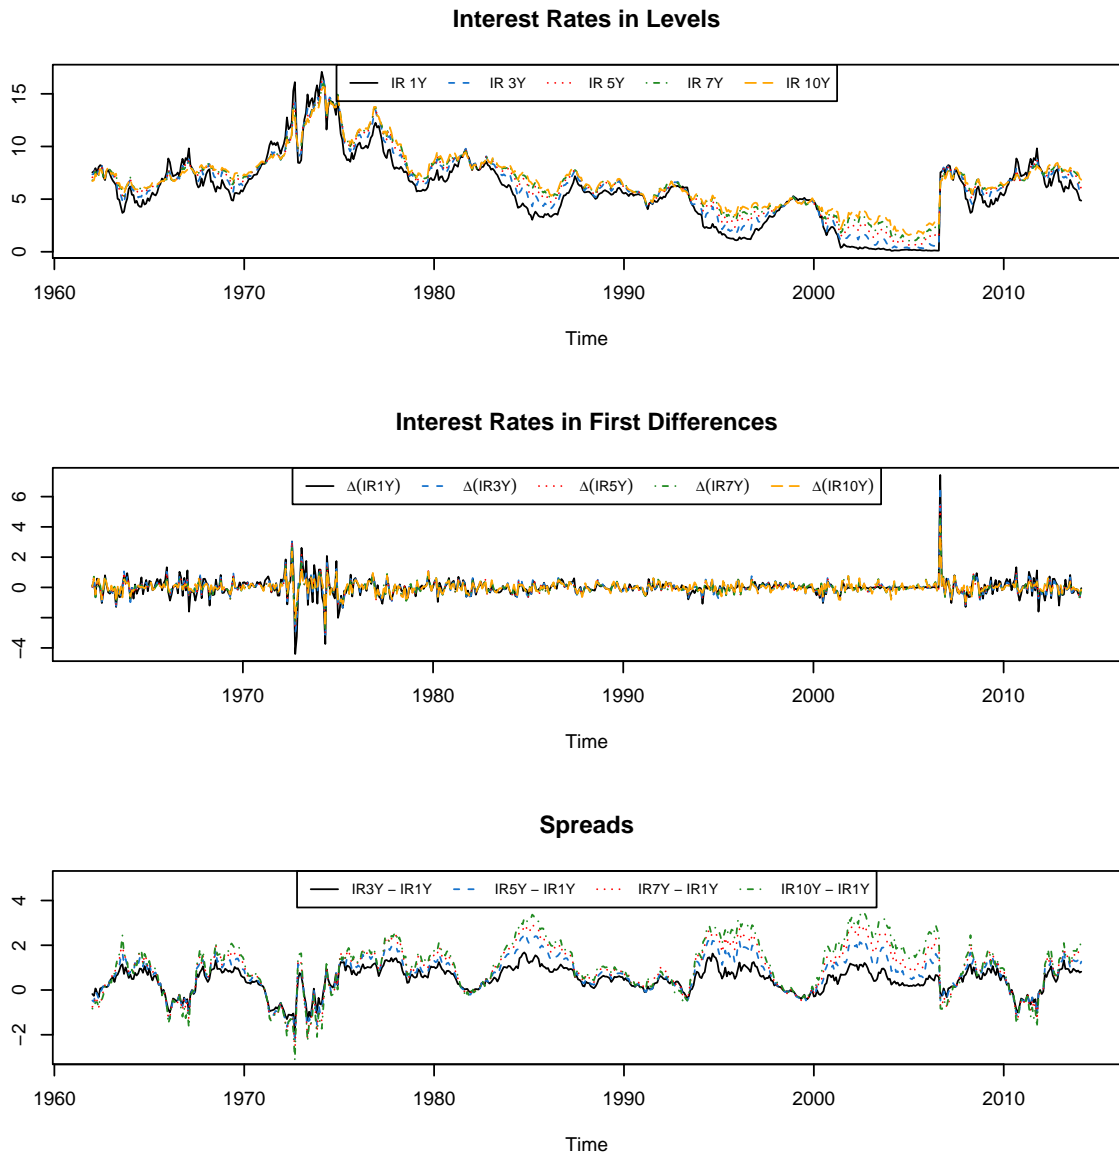 Interest Rates in Levels
IR 1Y IR 3Y IR 5Y IR 7Y IR 10Y
15
10
5
0
1960 1970 1980 1990 2000 2010
Time
Interest Rates in First Differences
Δ(IR1Y) Δ(IR3Y) Δ(IR5Y) Δ(IR7Y) Δ(IR10Y)
6
4
2
0
−4
1970 1980 1990 2000 2010
Time
Spreads
IR3Y − IR1Y IR5Y − IR1Y IR7Y − IR1Y IR10Y − IR1Y
4
2
0
−2
1960 1970 1980 1990 2000 2010
Time